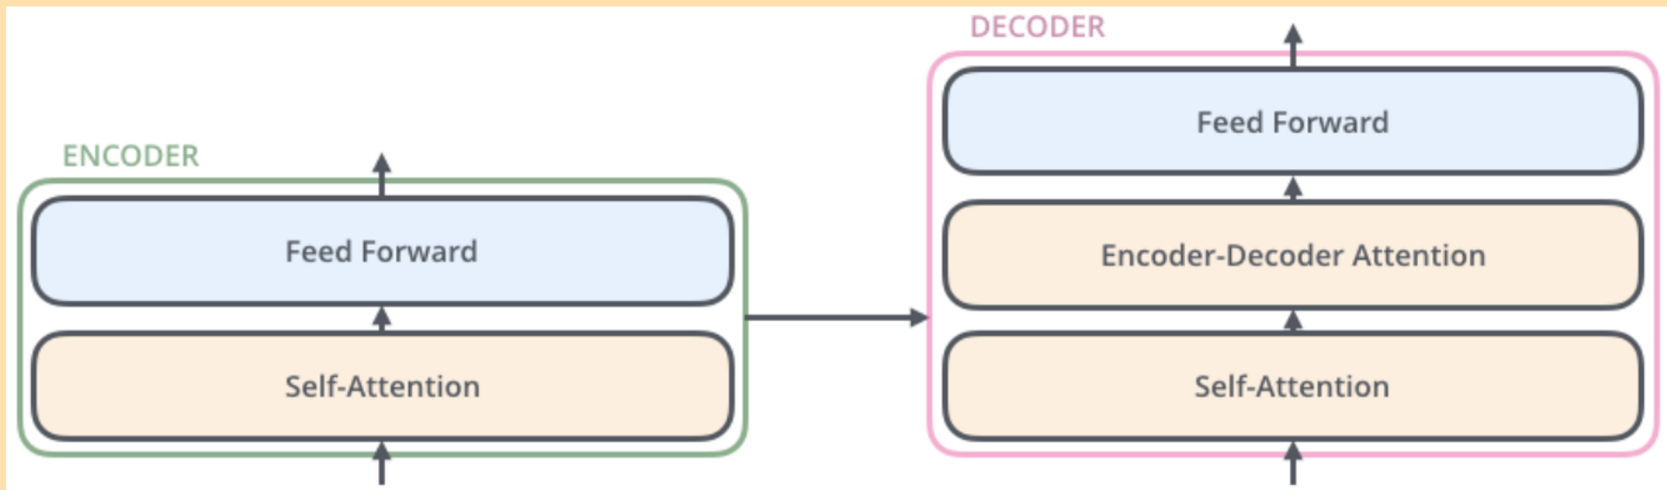 ENCODER
Feed Forward
Self-Attention
DECODER
Feed Forward
Encoder-Decoder Attention
Self-Attention